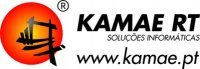 ®
KAMAE RT
SOLUÇÕES INFORMÁTICAS
www.kamae.pt